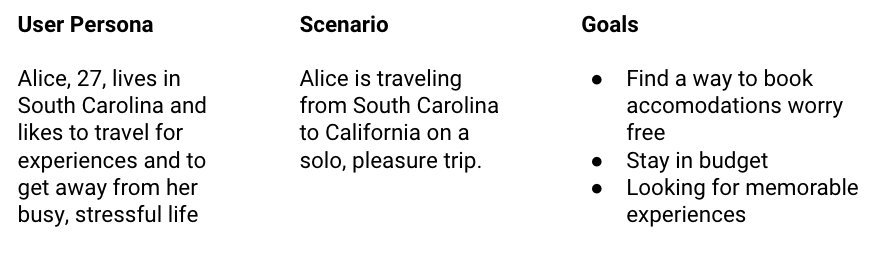 User Persona
Alice, 27, lives in
South Carolina and
likes to travel for
experiences and to
get away from her
busy, stressful life
Scenario
Alice is traveling
from South Carolina
to California on a
solo, pleasure trip.
Goals
● Find a way to book
accomodations worry
free
● Stay in budget
● Looking for memorable
experiences